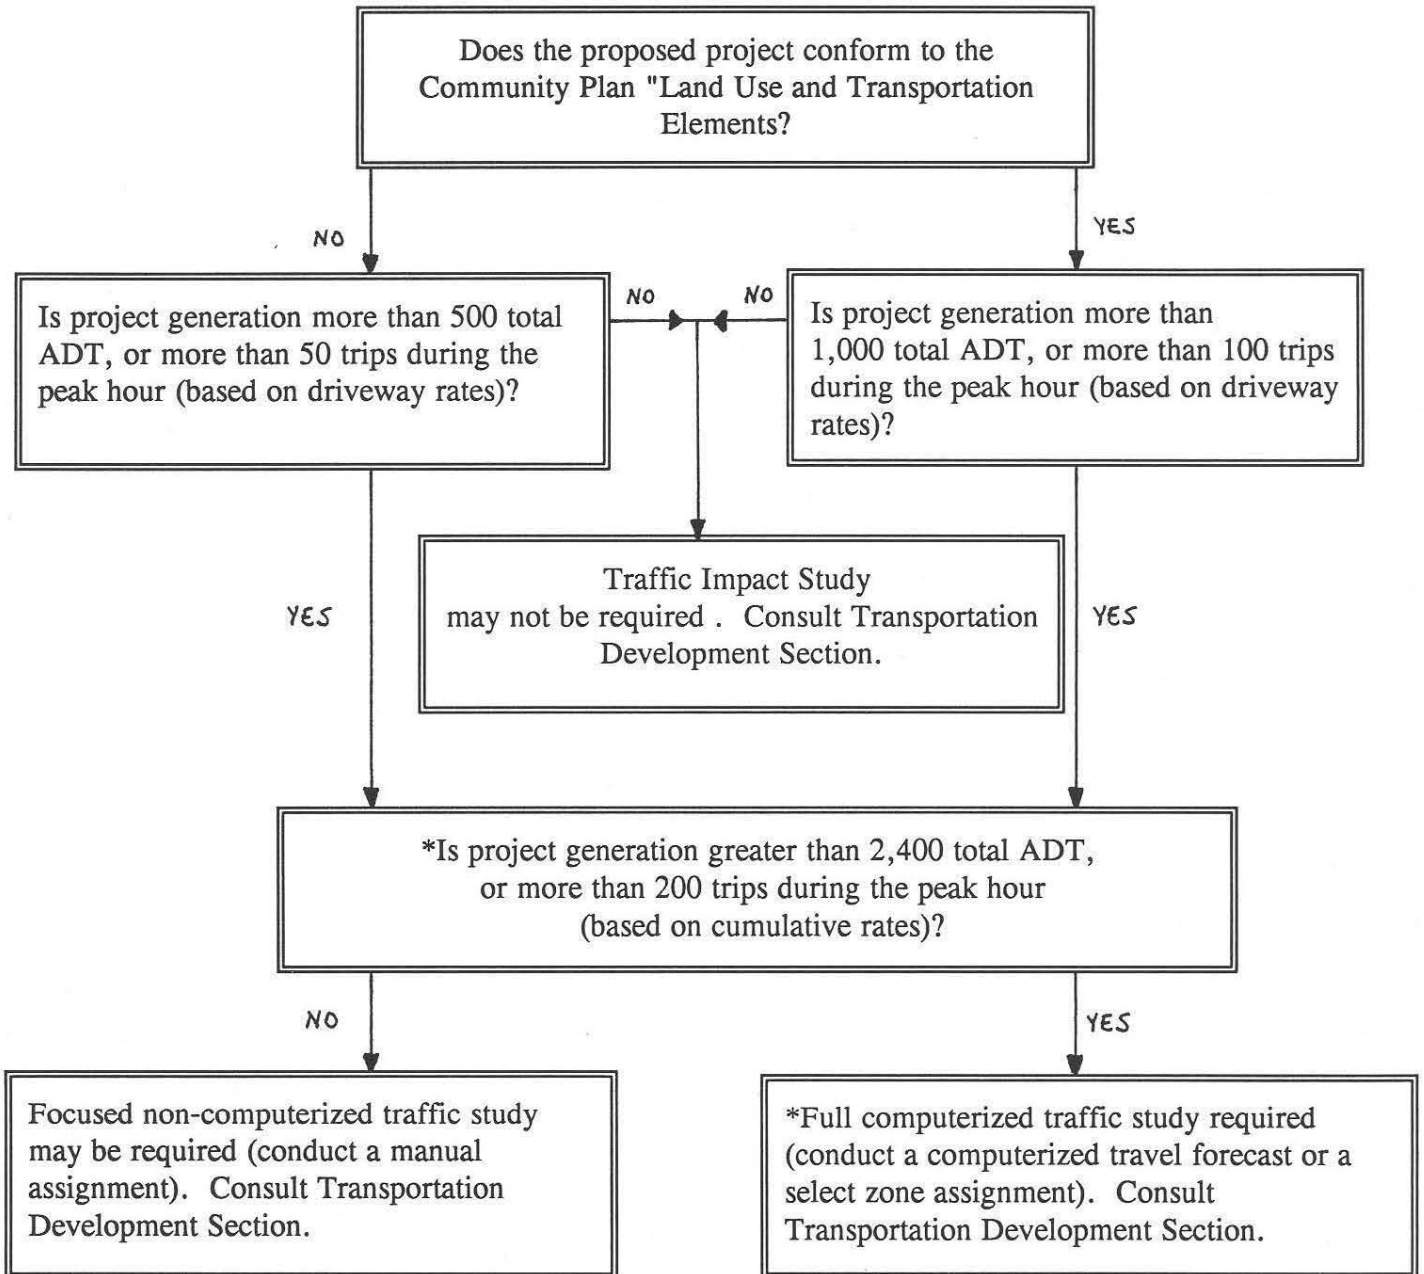 Does the proposed project conform to the
Community Plan "Land Use and Transportation
Elements?
NO
YES
Is project generation more than 500 total
ADT, or more than 50 trips during the
peak hour (based on driveway rates)?
NO
NO
Is project generation more than
1,000 total ADT, or more than 100 trips
during the peak hour (based on driveway
rates)?
Traffic Impact Study
may not be required . Consult Transportation
Development Section.
YES
YES
*Is project generation greater than 2,400 total ADT,
or more than 200 trips during the peak hour
(based on cumulative rates)?
NO
YES
Focused non-computerized traffic study
may be required (conduct a manual
assignment). Consult Transportation
Development Section.
*Full computerized traffic study required
(conduct a computerized travel forecast or a
select zone assignment). Consult
Transportation Development Section.